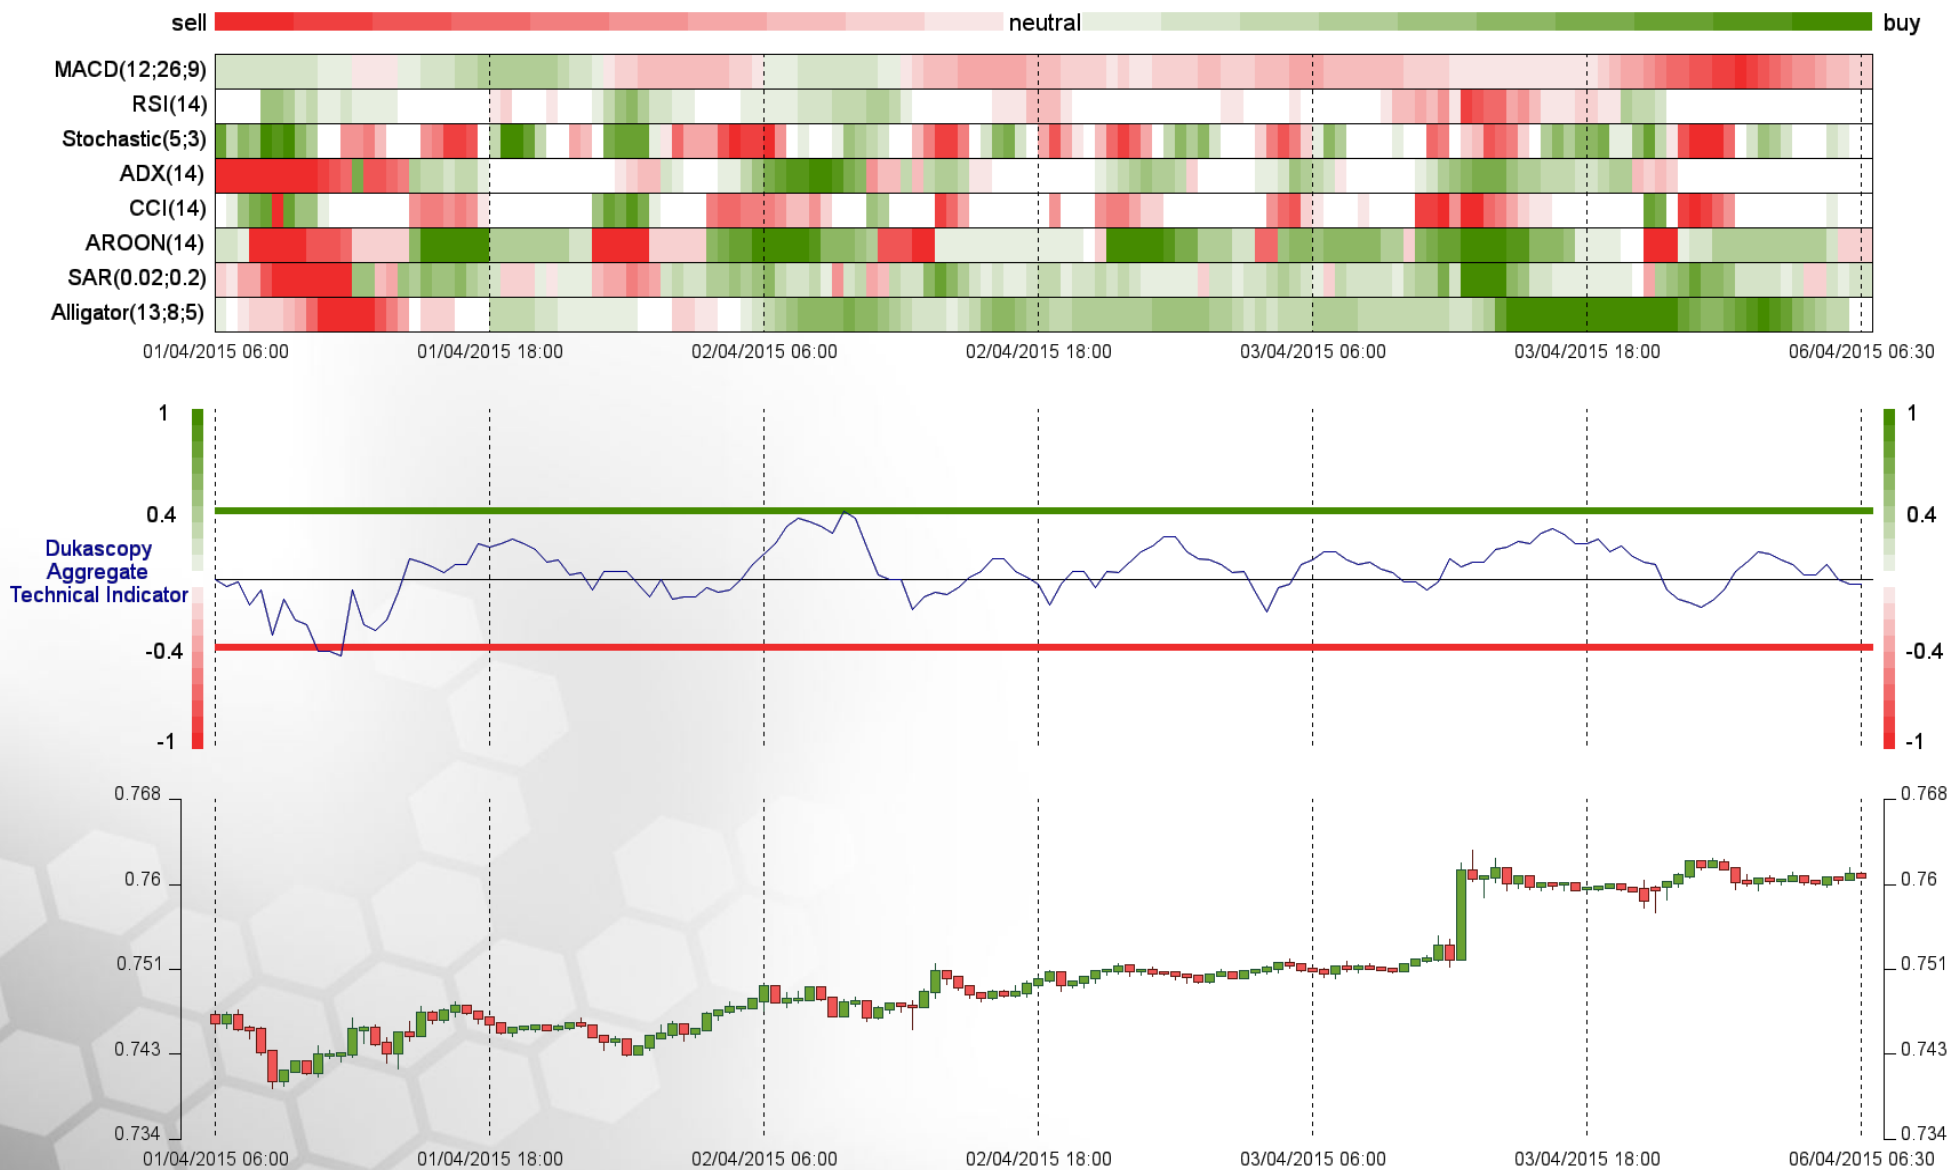 sell neutral buy
MACD(12;26;9)
RSI(14)
Stochastic(5;3)
ADX(14)
CCI(14)
AROON(14)
SAR(0.02;0.2)
Alligator(13;8;5)
01/04/2015 06:00 01/04/2015 18:00 02/04/2015 06:00 02/04/2015 18:00 03/04/2015 06:00 03/04/2015 18:00 06/04/2015 06:30
1 1
0.4 0.4
Dukascopy
Aggregate
Technical Indicator
-0.4 -0.4
-1 -1
0.768 0.768
0.76 0.76
0.751 0.751
0.743 0.743
0.734 0.734
01/04/2015 06:00 01/04/2015 18:00 02/04/2015 06:00 02/04/2015 18:00 03/04/2015 06:00 03/04/2015 18:00 06/04/2015 06:30